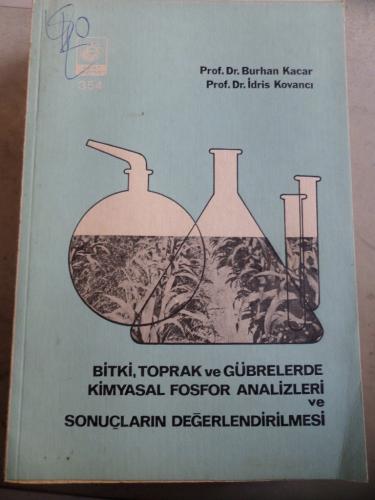 354
Prof. Dr. Burhan Kacar
Prof. Dr. İdris Kovancı
BİTKİ, TOPRAK ve GÜBRELERDE
KİMYASAL FOSFOR ANALİZLERİ
ve
SONUÇLARIN DEĞERLENDİRİLMESİ